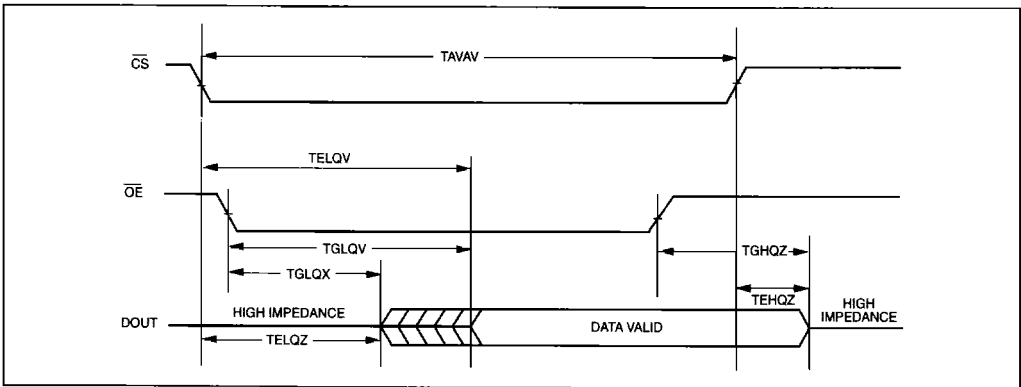 TAVAV
CS
TELQV
OE
TGLQV
TGHQZ
TGLQX
TEHQZ
HIGH IMPEDANCE
HIGH
IMPEDANCE
DOUT
DATA VALID
TELQZ